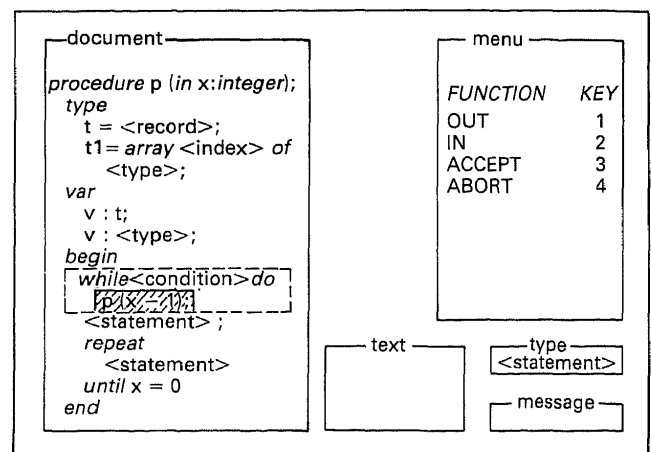 document
procedure p (in x:integer);
type
t = <record>;
t1= array <index> of
<type>;
var
v : t;
v : <type>;
begin
while<condition>do
p (x – 1);
<statement> ;
repeat
<statement>
until x = 0
end
menu
FUNCTION KEY
OUT 1
IN 2
ACCEPT 3
ABORT 4
text
type
<statement>
message